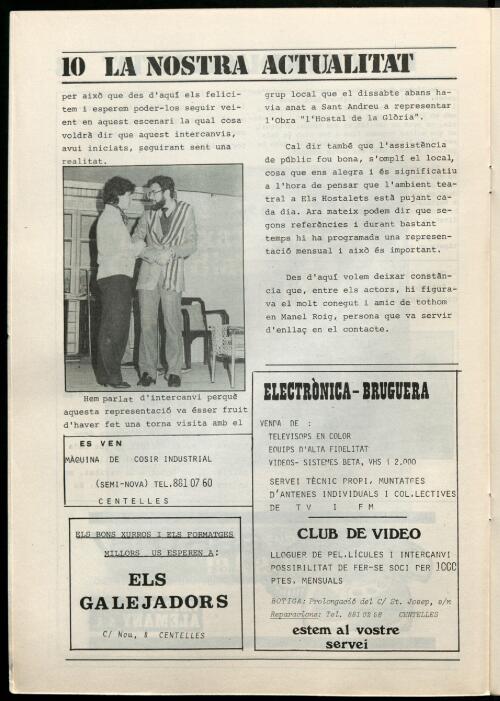 10 LA NOSTRA ACTUALITAT
per això que des d'aquí els felici-
tem i esperem poder-los seguir vei-
ent en aquest escenari la qual cosa
voldrà dir que aquest intercanvis,
avui iniciats, seguirant sent una
realitat.
Hem parlat d'intercanvi perquè
aquesta representació va ésser fruit
d'haver fet una torna visita amb el
grup local que el dissabte abans ha-
via anat a Sant Andreu a representar
l'Obra "l'Hostal de la Glòria".
Cal dir també que l'assistència
de públic fou bona, s'omplí el local,
cosa que ens alegra i és significatiu
a l'hora de pensar que l'ambient tea-
tral a Els Hostalets està pujant ca-
da dia. Ara mateix podem dir que se-
gons referències i durant bastant
temps hi ha programada una represen-
tació mensual i això és important.
Des d'aquí volem deixar constàn-
cia que, entre els actors, hi figura-
va el molt conegut i amic de tothom
en Manel Roig, persona que va servir
d'enllaç en el contacte.
ES VEN
MÀQUINA DE COSIR INDUSTRIAL
(SEMI-NOVA) TEL. 881 07 60
CENTELLES
ELS BONS XURROS I ELS FORMATGES
MILLORS US ESPEREN A:
ELS
GALEJADORS
C/ Nou, 8 CENTELLES
ELECTRÒNICA-BRUGUERA
VENDA DE :
TELEVISORS EN COLOR
EQUIPS D'ALTA FIDELITAT
VIDEOS- SISTEMES BETA, VHS I 2.000
SERVEI TÈCNIC PROPI, MUNTATGES
D'ANTENES INDIVIDUALS I COL.LECTIVES
DE TV I FM
CLUB DE VIDEO
LLOGUER DE PEL.LÍCULES I INTERCANVI
POSSIBILITAT DE FER-SE SOCI PER 1000
PTES. MENSUALS
BOTIGA: Prolongació del C/ St. Josep, s/n
Reparacions: Tel. 881 02 58 CENTELLES
estem al vostre
servei